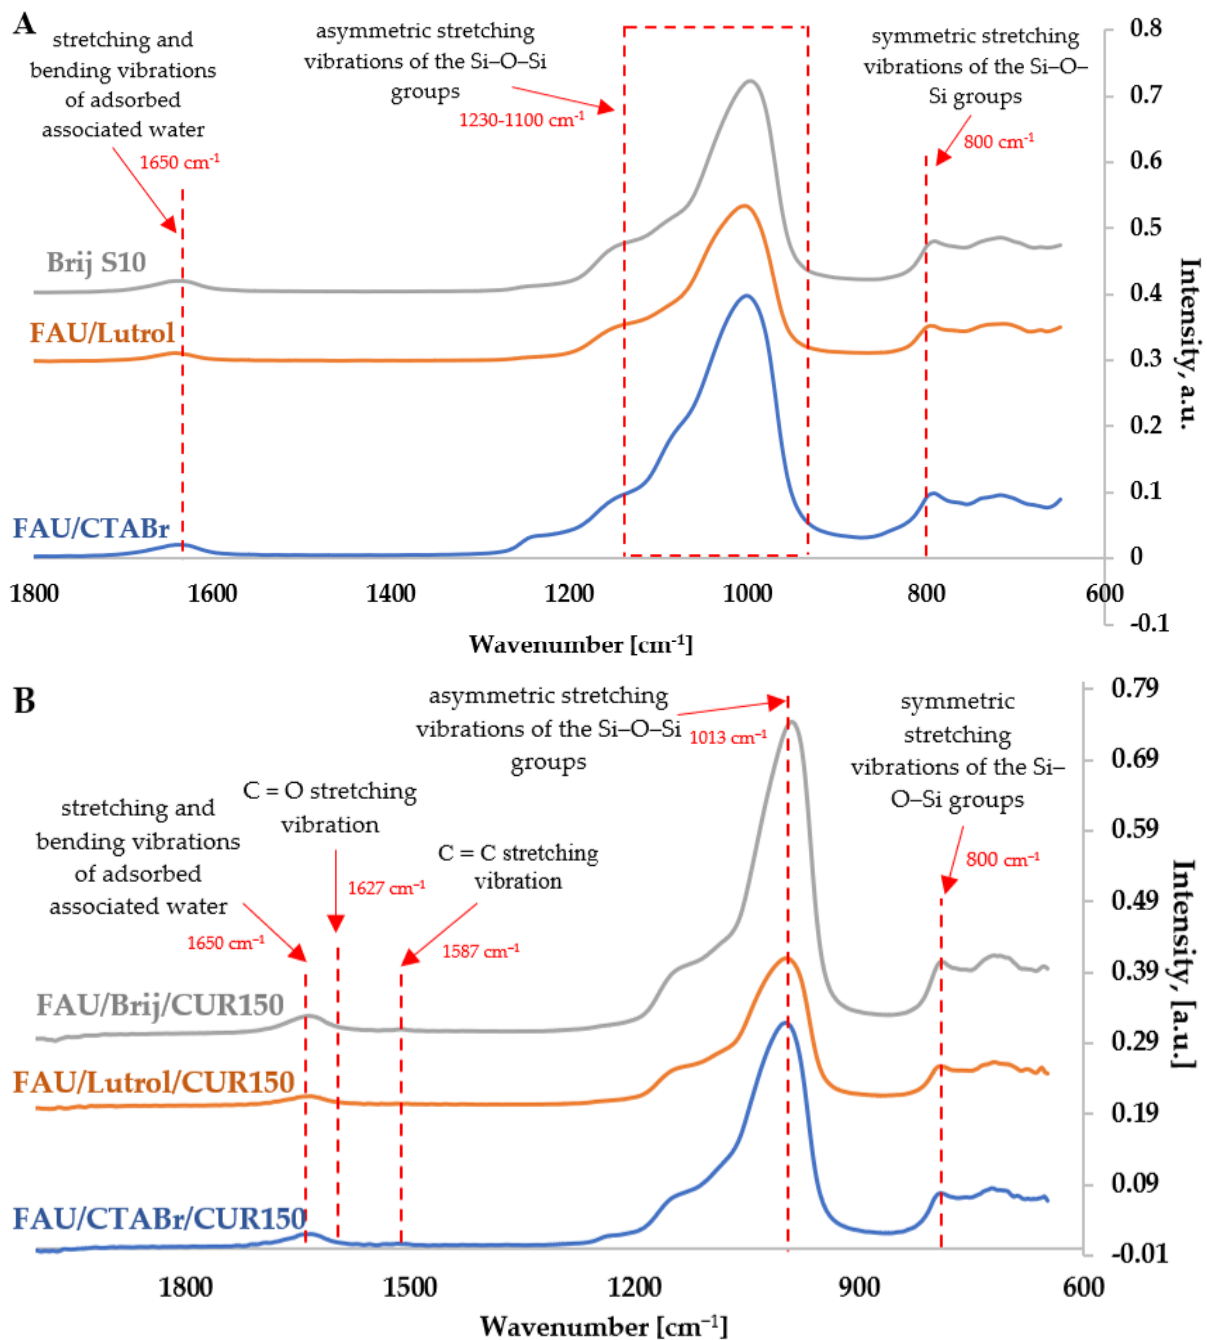 A
stretching and
bending vibrations
of adsorbed
associated water
1650 cm⁻¹
asymmetric stretching
vibrations of the Si–O–Si
groups
1230-1100 cm⁻¹
symmetric stretching
vibrations of the Si–O–
Si groups
800 cm⁻¹
Brij S10
FAU/Lutrol
FAU/CTABr
0.8
0.7
0.6
0.5
0.4
0.3
0.2
0.1
0
-0.1
Intensity, a.u.
1800 1600 1400 1200 1000 800 600
Wavenumber [cm⁻¹]
B
asymmetric stretching
vibrations of the Si–O–Si
groups
1013 cm⁻¹
symmetric
stretching
vibrations of the Si–
O–Si groups
800 cm⁻¹
C = O stretching
vibration
1627 cm⁻¹
stretching and
bending vibrations
of adsorbed
associated water
1650 cm⁻¹
C = C stretching
vibration
1587 cm⁻¹
FAU/Brij/CUR150
FAU/Lutrol/CUR150
FAU/CTABr/CUR150
0.79
0.69
0.59
0.49
0.39
0.29
0.19
0.09
-0.01
Intensity, [a.u.]
1800 1500 1200 900 600
Wavenumber [cm⁻¹]